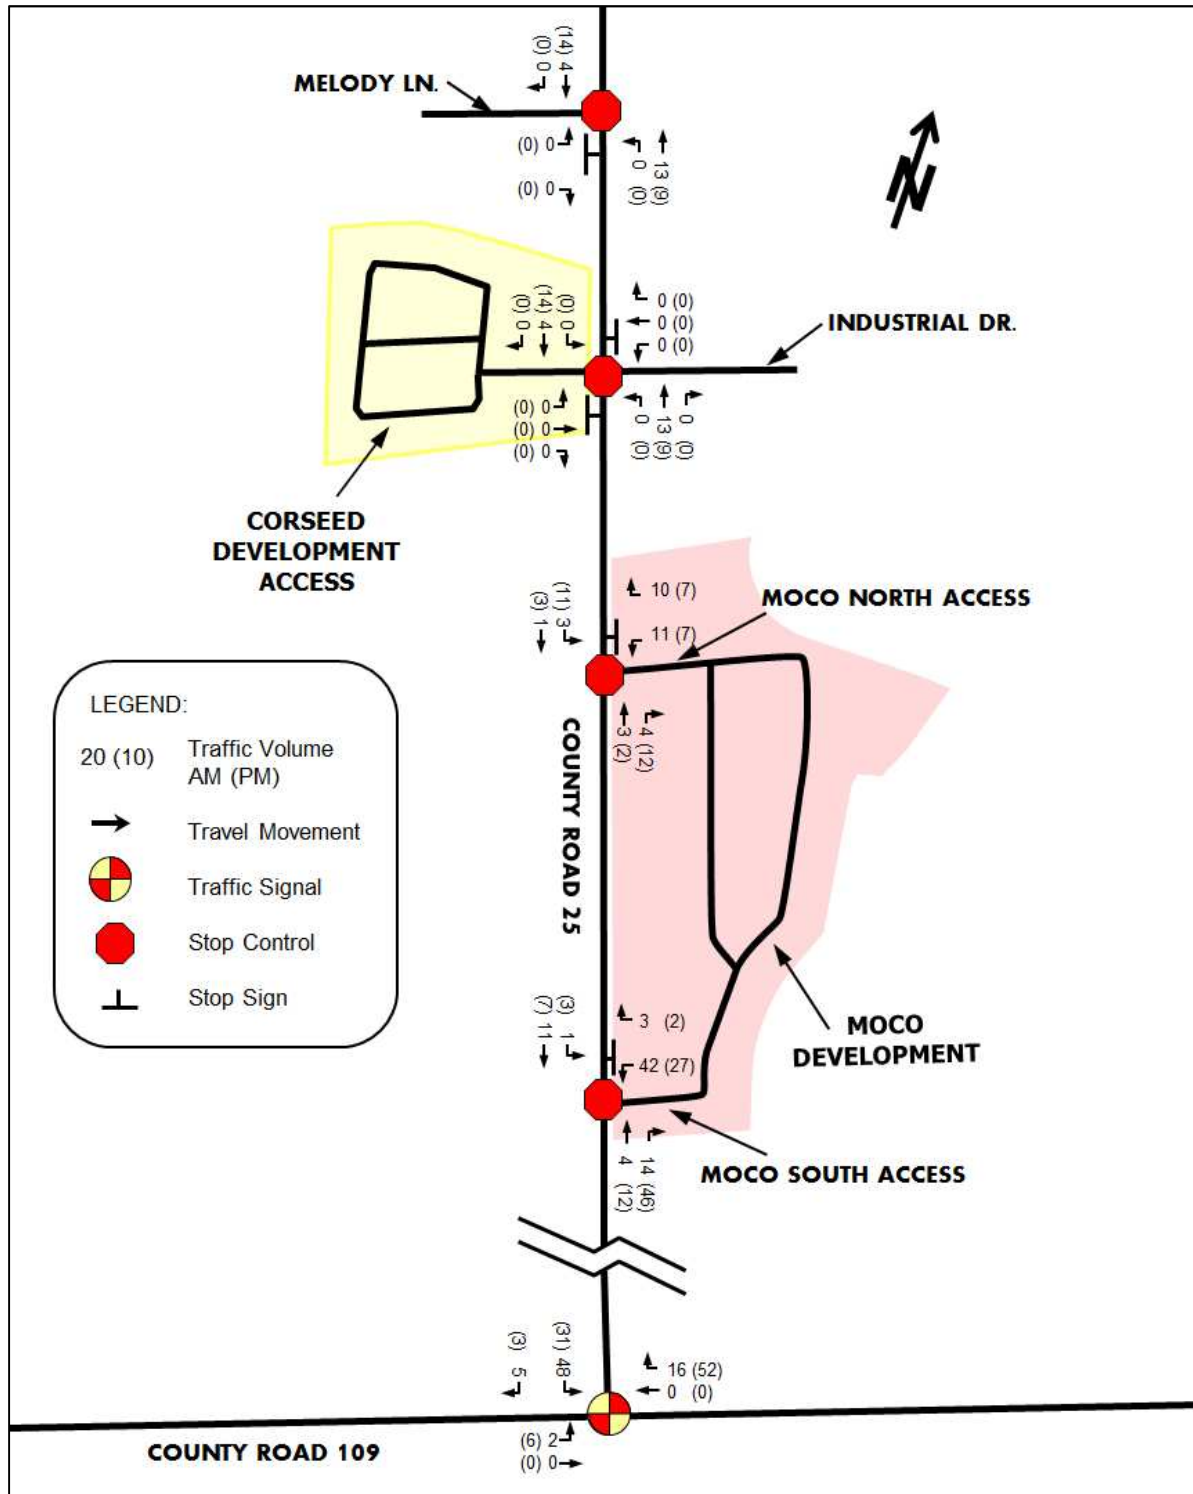 (14) 4
(0) 0
MELODY LN.
(0) 0
(0) 0
0 (0)
13 (9)
(0) 0
(14) 4
(0) 0
0 (0)
0 (0)
0 (0)
INDUSTRIAL DR.
(0) 0
(0) 0
(0) 0
0 (0)
13 (9)
0 (0)
CORSEED
DEVELOPMENT
ACCESS
N
(11) 3
(3) 1
10 (7)
11 (7)
MOCO NORTH ACCESS
3 (2)
4 (12)
COUNTY ROAD 25
LEGEND:
20 (10) Traffic Volume
AM (PM)
Travel Movement
Traffic Signal
Stop Control
Stop Sign
(3) 1
(7) 11
3 (2)
42 (27)
MOCO
DEVELOPMENT
4 (12)
14 (46)
MOCO SOUTH ACCESS
(3) 5
(31) 48
16 (52)
0 (0)
(6) 2
(0) 0
COUNTY ROAD 109